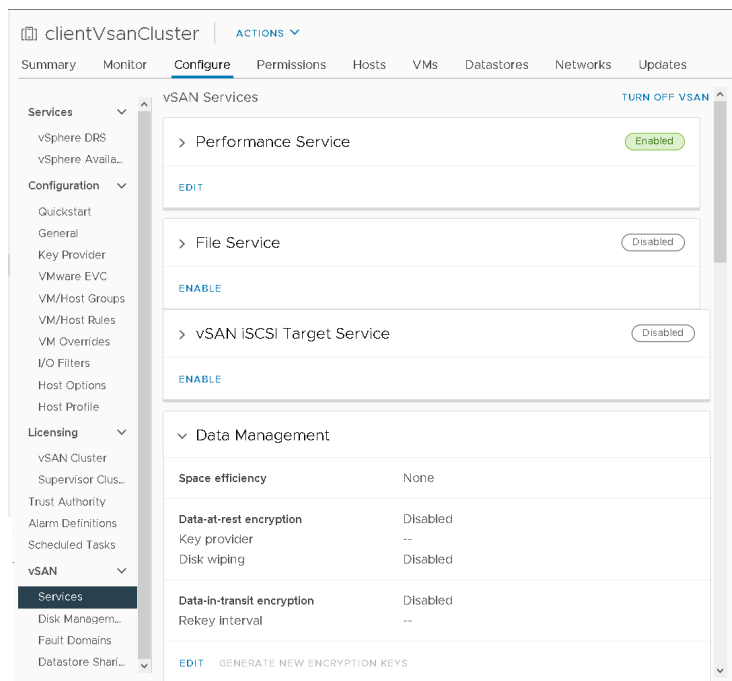 clientVsanCluster ACTIONS
Summary Monitor Configure Permissions Hosts VMs Datastores Networks Updates
Services
vSphere DRS
vSphere Availa...
Configuration
Quickstart
General
Key Provider
VMware EVC
VM/Host Groups
VM/Host Rules
VM Overrides
I/O Filters
Host Options
Host Profile
Licensing
vSAN Cluster
Supervisor Clus...
Trust Authority
Alarm Definitions
Scheduled Tasks
vSAN
Services
Disk Managem...
Fault Domains
Datastore Shari...
vSAN Services TURN OFF VSAN
Performance Service Enabled
EDIT
File Service Disabled
ENABLE
vSAN iSCSI Target Service Disabled
ENABLE
Data Management
Space efficiency None
Data-at-rest encryption Disabled
Key provider --
Disk wiping Disabled
Data-in-transit encryption Disabled
Rekey interval --
EDIT GENERATE NEW ENCRYPTION KEYS